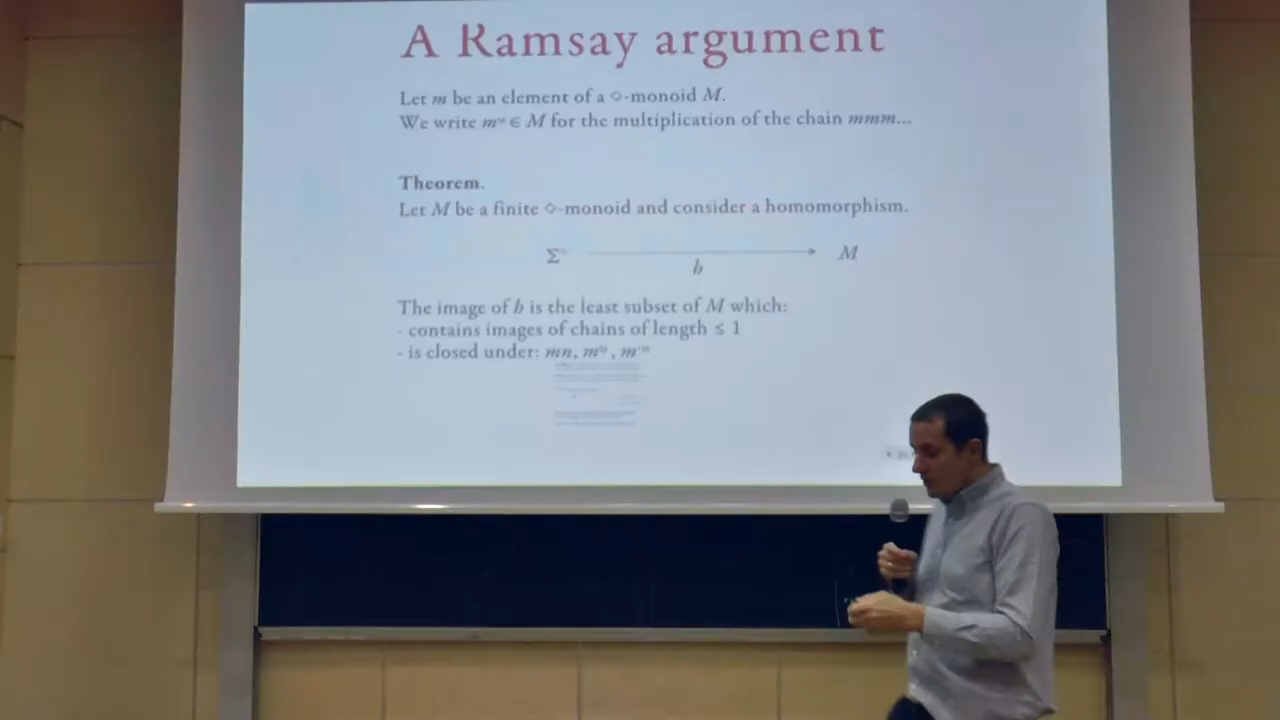 A Ramsay argument
Let m be an element of a ◇-monoid M.
We write mω ∈ M for the multiplication of the chain mmm...
Theorem.
Let M be a finite ◇-monoid and consider a homomorphism.
Σ◇ M
h
The image of h is the least subset of M which:
- contains images of chains of length ≤ 1
- is closed under: mn, mω, m-ω